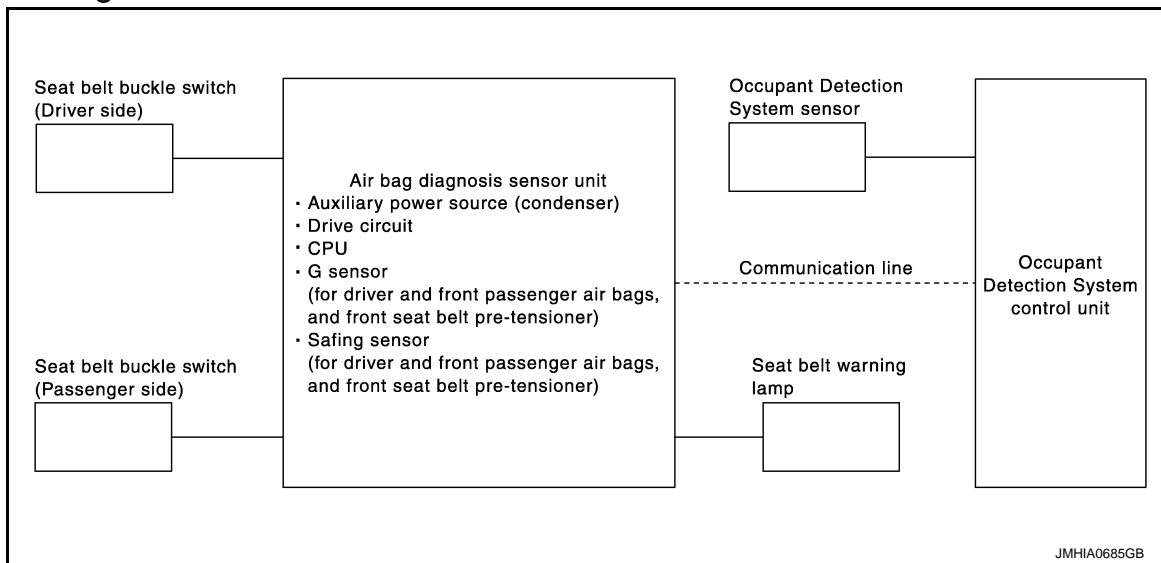 Seat belt buckle switch
(Driver side)
Air bag diagnosis sensor unit
· Auxiliary power source (condenser)
· Drive circuit
· CPU
· G sensor
(for driver and front passenger air bags,
and front seat belt pre-tensioner)
· Safing sensor
(for driver and front passenger air bags,
and front seat belt pre-tensioner)
Seat belt buckle switch
(Passenger side)
Occupant Detection
System sensor
Communication line
Occupant
Detection System
control unit
Seat belt warning
lamp
JMHIA0685GB